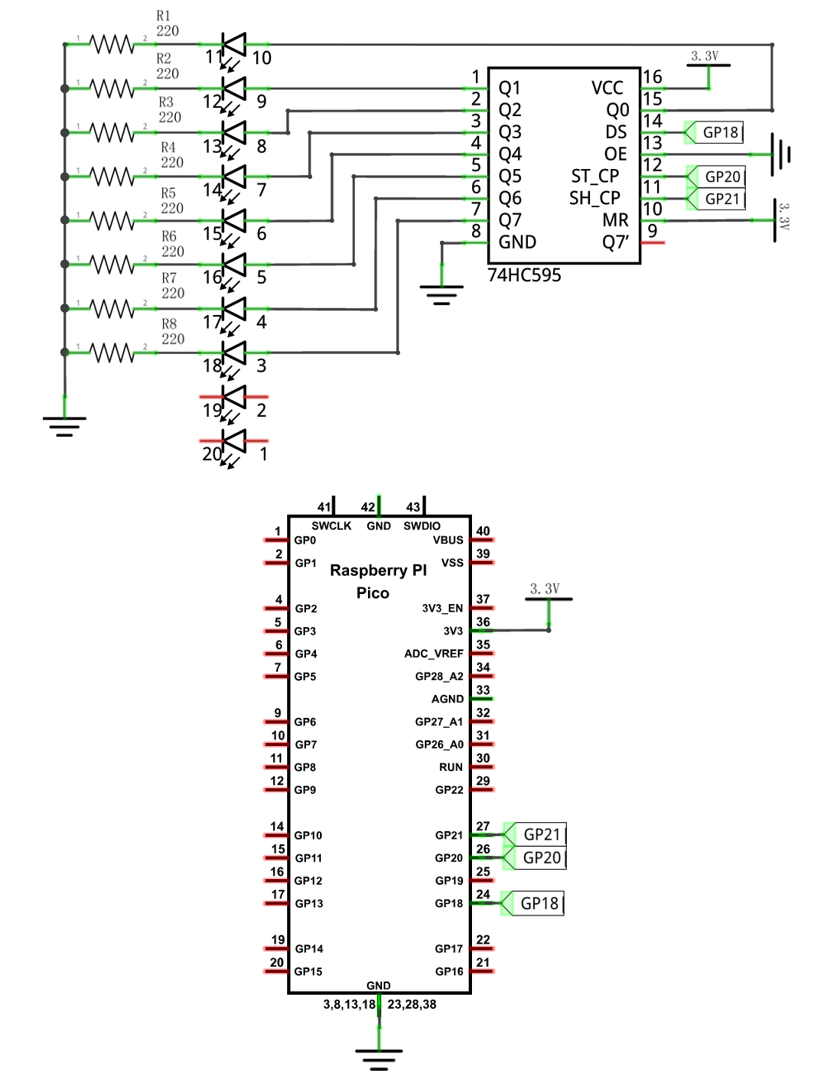 R1
220
1 2 11 10
R2
220
1 2 12 9
R3
220
1 2 13 8
R4
220
1 2 14 7
R5
220
1 2 15 6
R6
220
1 2 16 5
R7
220
1 2 17 4
R8
220
1 2 18 3
19 2
20 1
3.3V
1 Q1 VCC 16
2 Q2 Q0 15
3 Q3 DS 14 GP18
4 Q4 OE 13
5 Q5 ST_CP 12 GP20
6 Q6 SH_CP 11 GP21
7 Q7 MR 10 3.3V
8 GND Q7' 9
74HC595
41 42 43
SWCLK GND SWDIO
1 GP0 VBUS 40
2 GP1 VSS 39
Raspberry PI
Pico
3.3V
4 GP2 3V3_EN 37
5 GP3 3V3 36
6 GP4 ADC_VREF 35
7 GP5 GP28_A2 34
AGND 33
9 GP6 GP27_A1 32
10 GP7 GP26_A0 31
11 GP8 RUN 30
12 GP9 GP22 29
14 GP10 GP21 27 GP21
15 GP11 GP20 26 GP20
16 GP12 GP19 25
17 GP13 GP18 24 GP18
19 GP14 GP17 22
20 GP15 GP16 21
GND
3,8,13,18 23,28,38